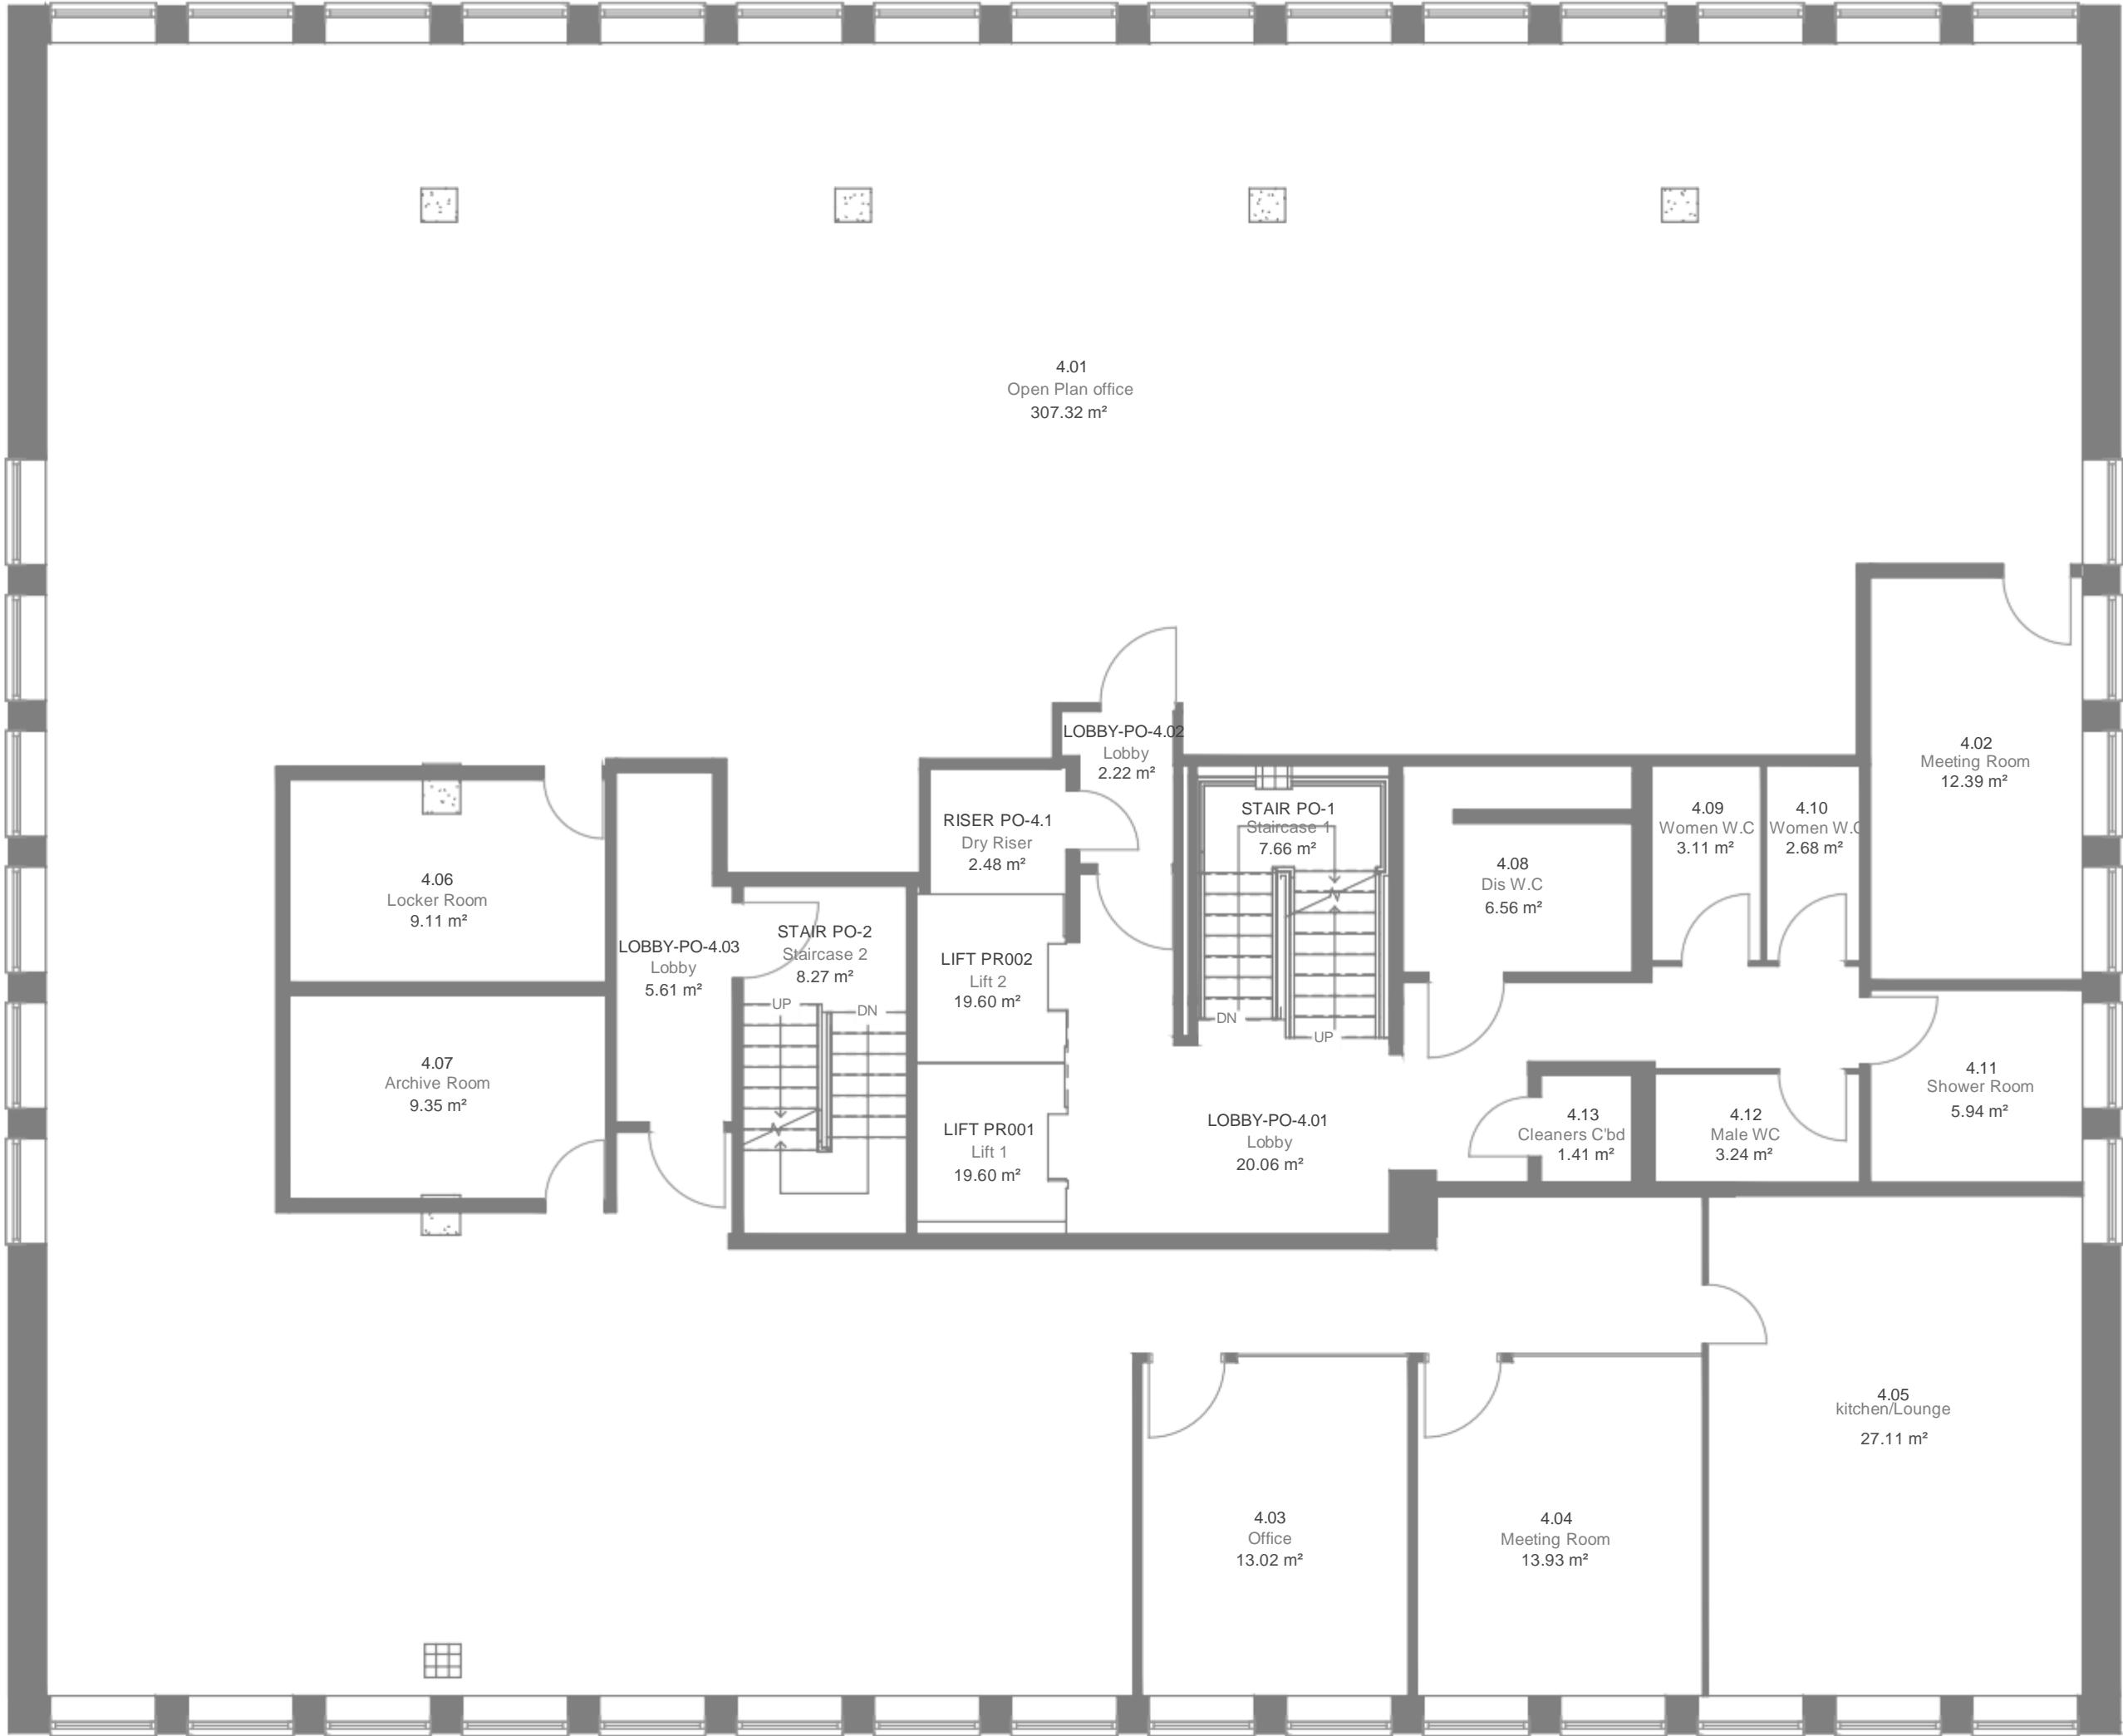 4.01
Open Plan office
307.32 m²
4.02
Meeting Room
12.39 m²
LOBBY-PO-4.02
Lobby
2.22 m²
RISER PO-4.1
Dry Riser
2.48 m²
STAIR PO-1
Staircase 1
7.66 m²
DN
UP
4.08
Dis W.C
6.56 m²
4.09
Women W.C
3.11 m²
4.10
Women W.C
2.68 m²
4.06
Locker Room
9.11 m²
LOBBY-PO-4.03
Lobby
5.61 m²
STAIR PO-2
Staircase 2
8.27 m²
UP
DN
LIFT PR002
Lift 2
19.60 m²
4.07
Archive Room
9.35 m²
LIFT PR001
Lift 1
19.60 m²
LOBBY-PO-4.01
Lobby
20.06 m²
4.13
Cleaners C'bd
1.41 m²
4.12
Male WC
3.24 m²
4.11
Shower Room
5.94 m²
4.03
Office
13.02 m²
4.04
Meeting Room
13.93 m²
4.05
kitchen/Lounge
27.11 m²